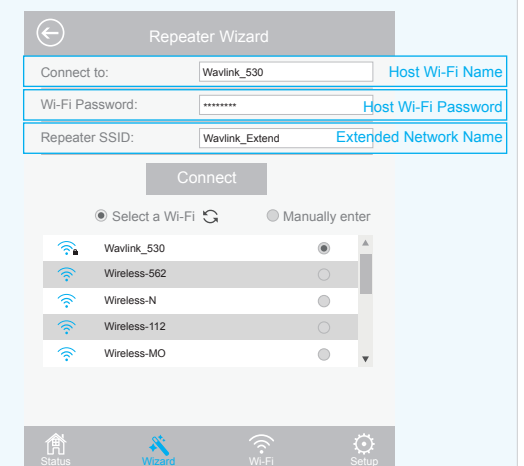 Repeater Wizard
Connect to: Wavlink_530 Host Wi-Fi Name
Wi-Fi Password: ******** Host Wi-Fi Password
Repeater SSID: Wavlink_Extend Extended Network Name
Connect
Select a Wi-Fi Manually enter
Wavlink_530
Wireless-562
Wireless-N
Wireless-112
Wireless-MO
Status Wizard Wi-Fi Setup